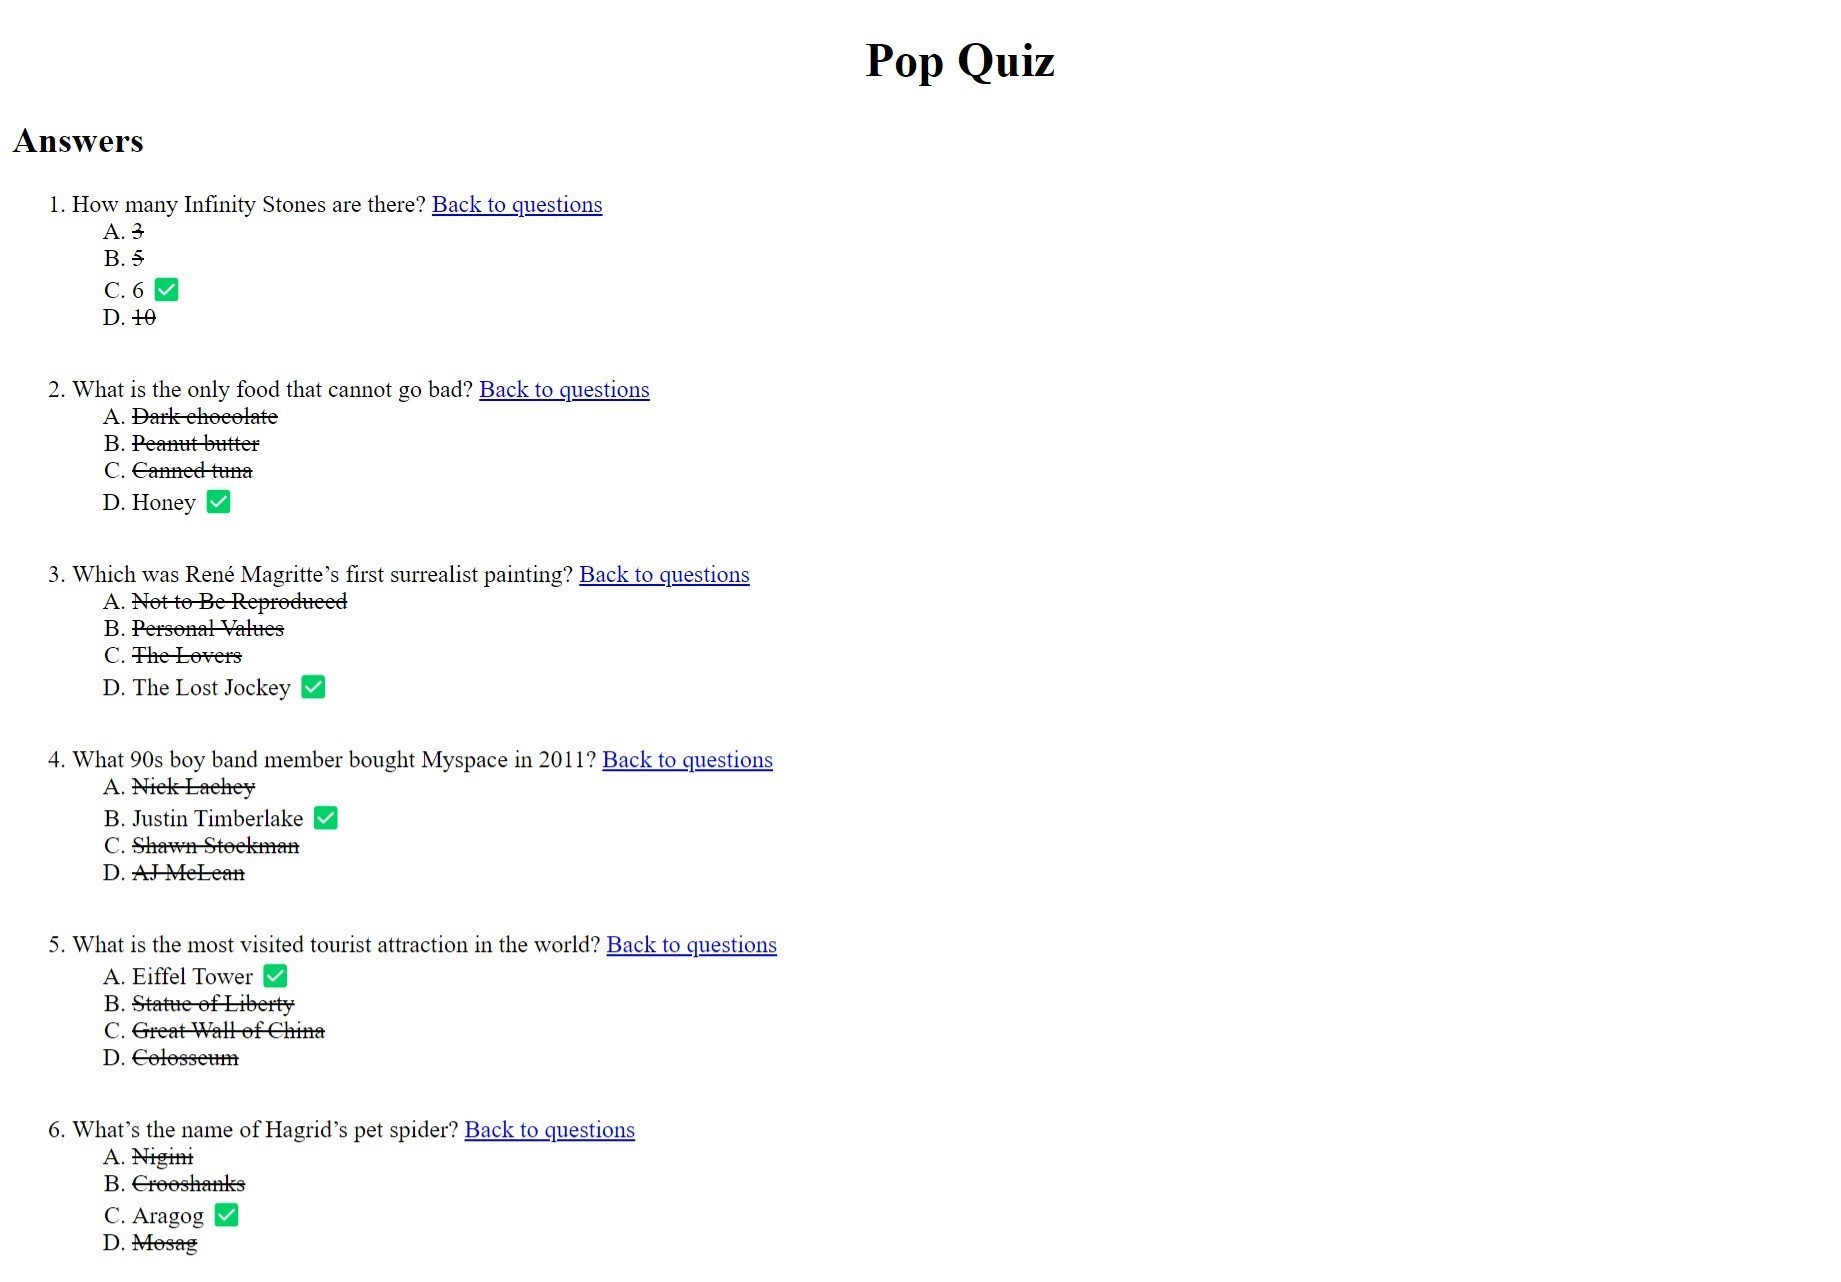 Pop Quiz
Answers
1. How many Infinity Stones are there? Back to questions
A. 3
B. 5
C. 6 ✅
D. 10
2. What is the only food that cannot go bad? Back to questions
A. Dark chocolate
B. Peanut butter
C. Canned tuna
D. Honey ✅
3. Which was René Magritte’s first surrealist painting? Back to questions
A. Not to Be Reproduced
B. Personal Values
C. The Lovers
D. The Lost Jockey ✅
4. What 90s boy band member bought Myspace in 2011? Back to questions
A. Nick Lachey
B. Justin Timberlake ✅
C. Shawn Stockman
D. AJ McLean
5. What is the most visited tourist attraction in the world? Back to questions
A. Eiffel Tower ✅
B. Statue of Liberty
C. Great Wall of China
D. Colosseum
6. What’s the name of Hagrid’s pet spider? Back to questions
A. Nigini
B. Crooshanks
C. Aragog ✅
D. Mosag